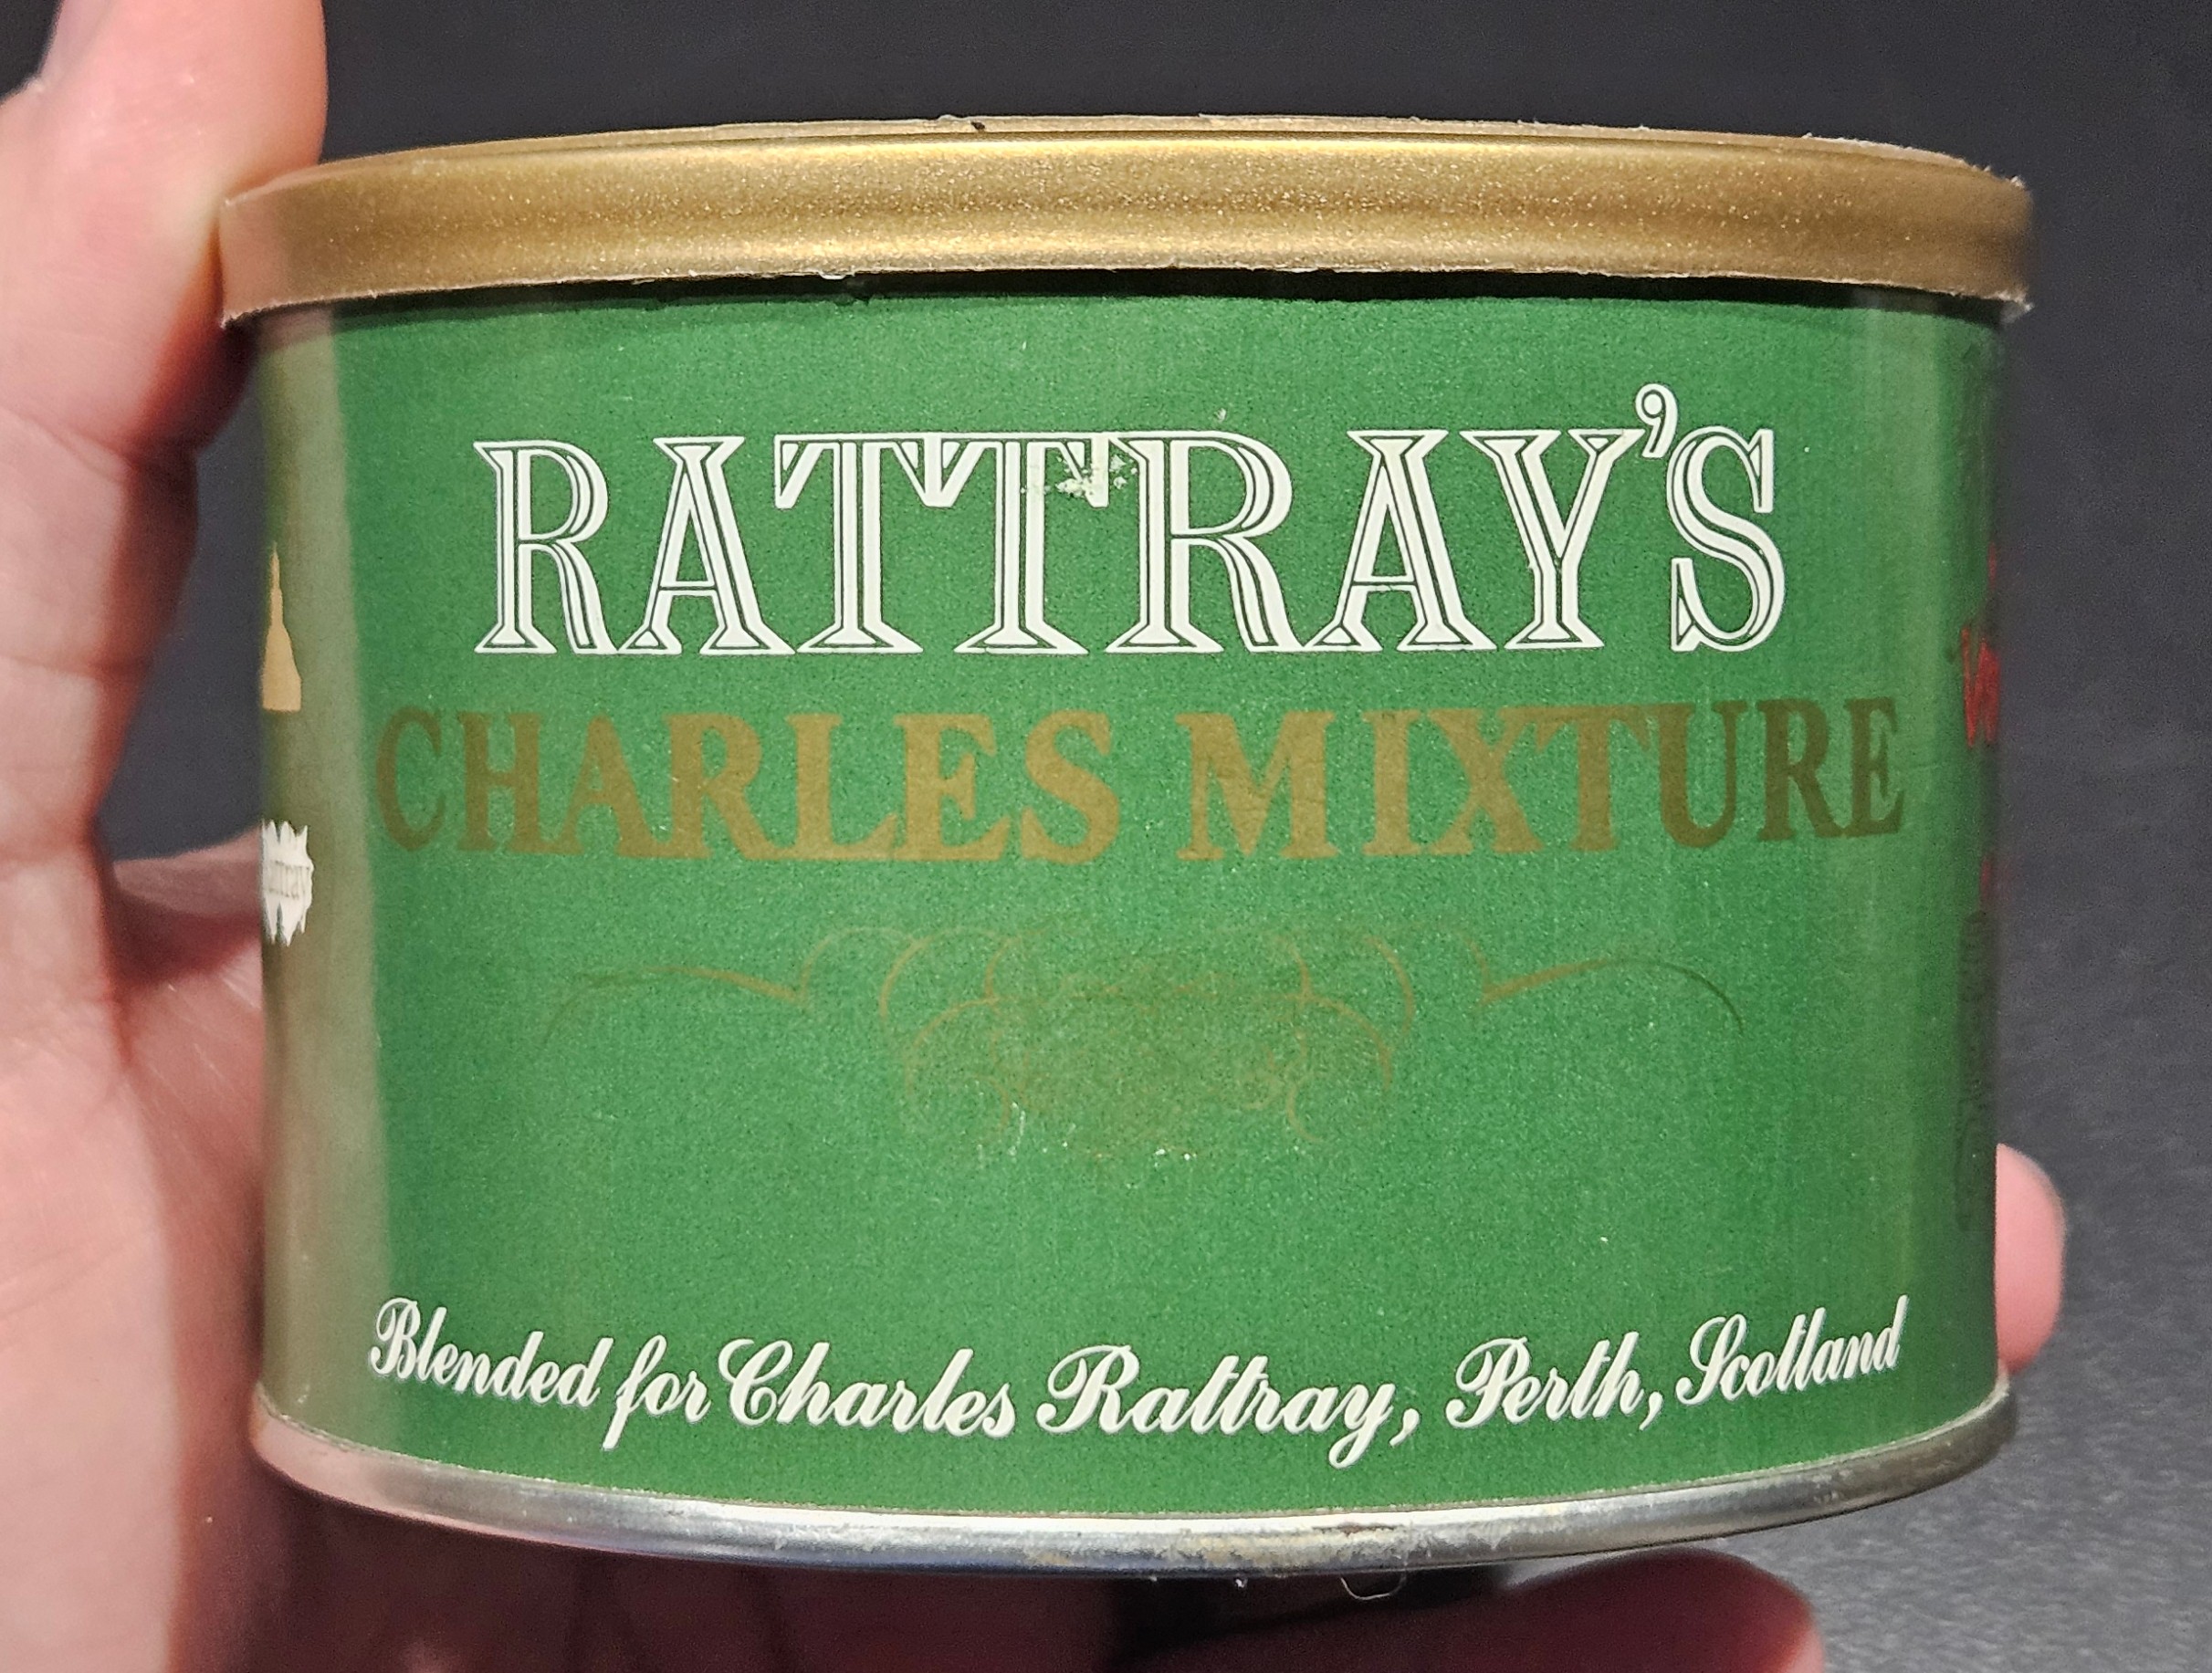 RATTRAY'S
CHARLES MIXTURE
Blended for Charles Rattray, Perth, Scotland